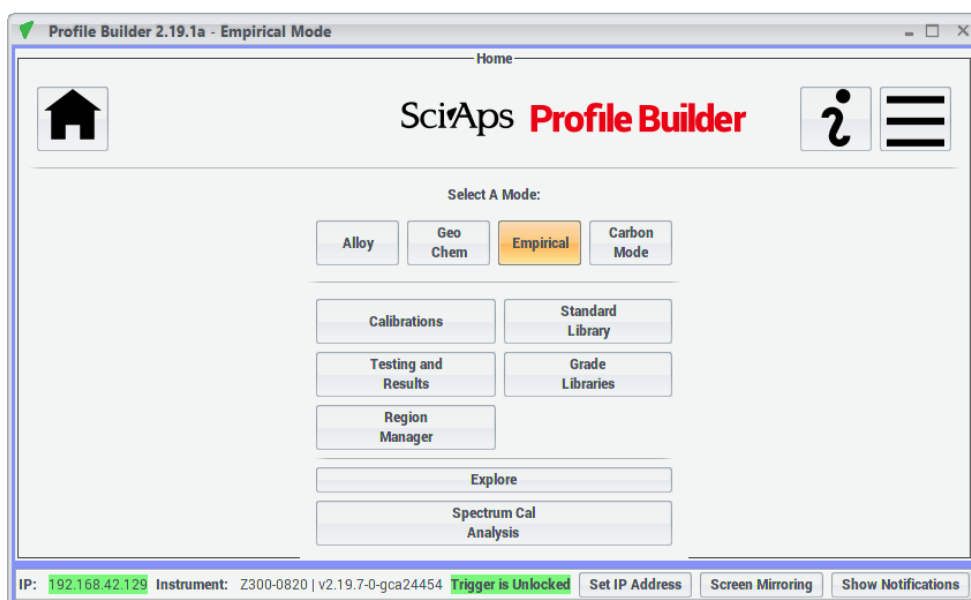 Profile Builder 2.19.1a - Empirical Mode
Home
SciAps Profile Builder
Select A Mode:
Alloy
Geo
Chem
Empirical
Carbon
Mode
Calibrations
Standard
Library
Testing and
Results
Grade
Libraries
Region
Manager
Explore
Spectrum Cal
Analysis
IP: 192.168.42.129 Instrument: Z300-0820 | v2.19.7-0-gca24454 Trigger is Unlocked Set IP Address Screen Mirroring Show Notifications